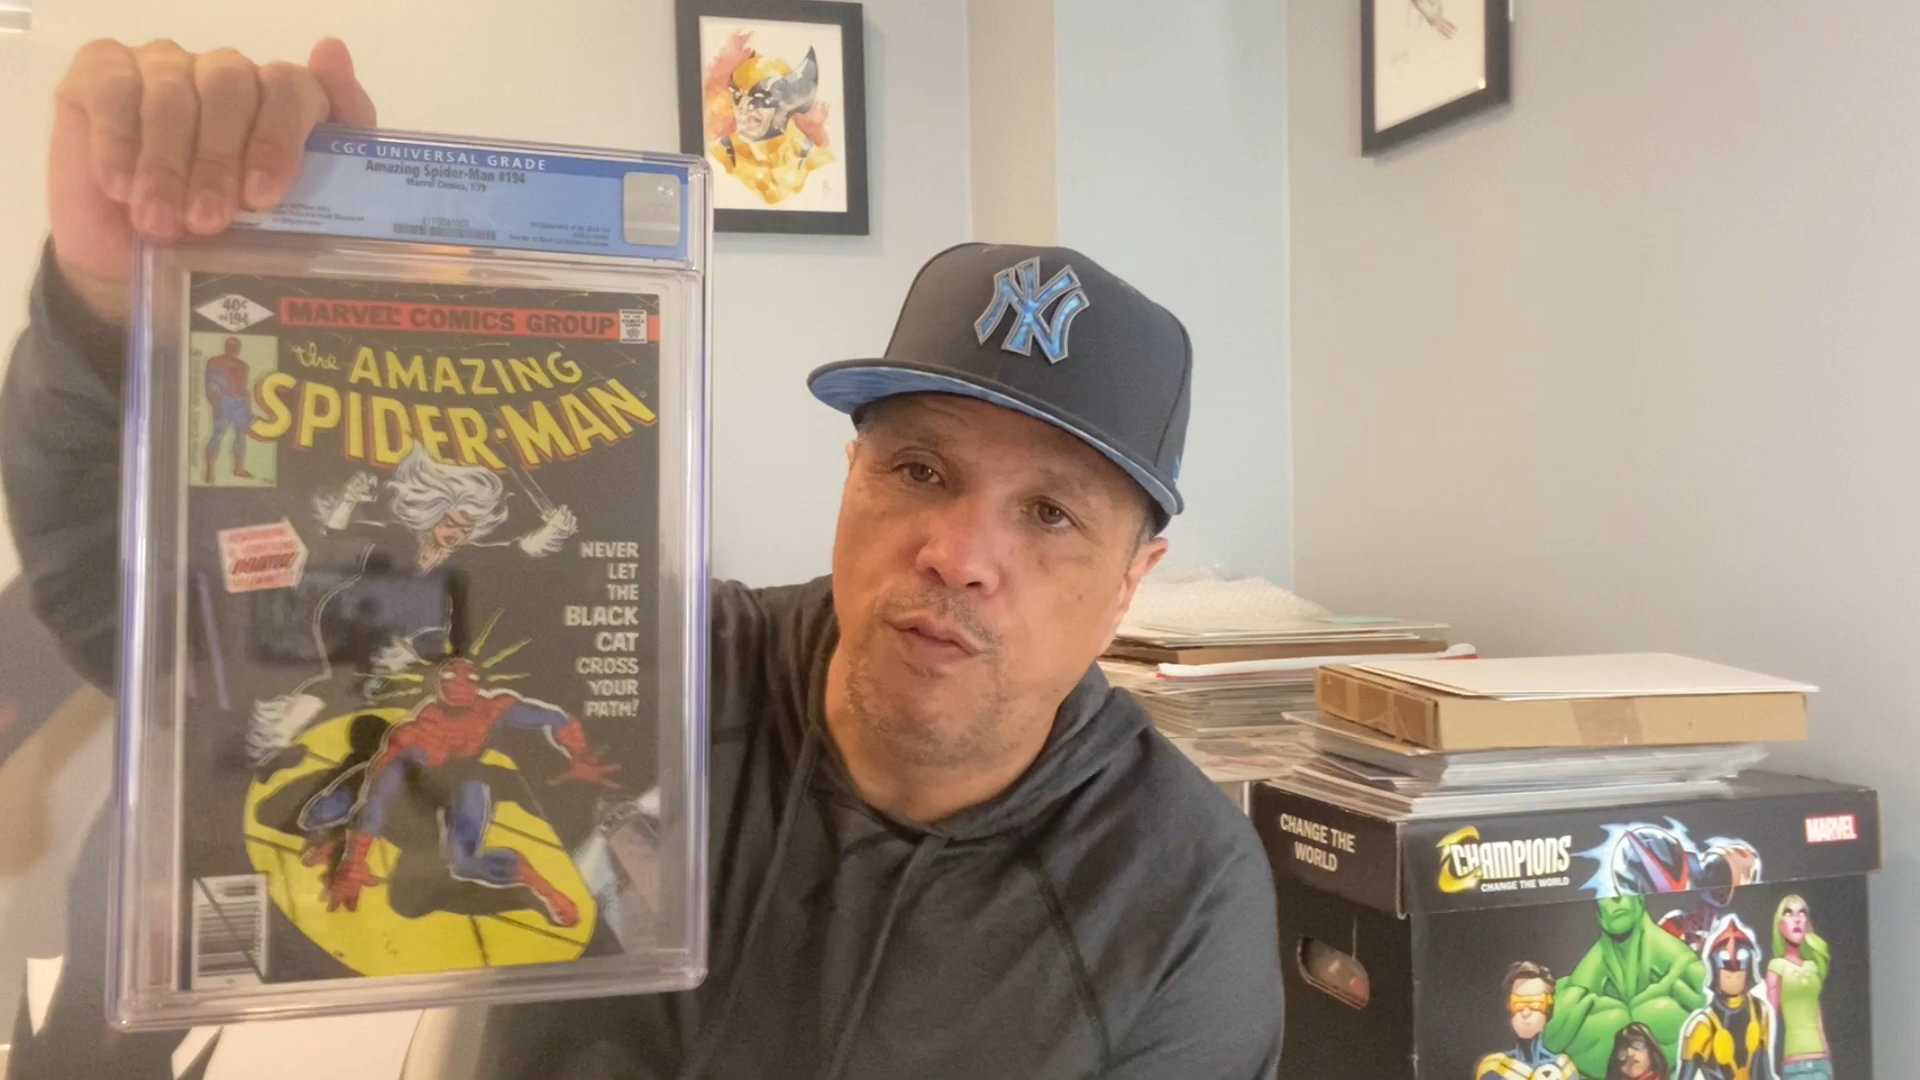 CGC UNIVERSAL GRADE
Amazing Spider-Man #194
Marvel Comics, 7/79
40¢
194
MARVEL COMICS GROUP
the AMAZING
SPIDER-MAN
NEVER
LET
THE
BLACK
CAT
CROSS
YOUR
PATH!
NY
CHANGE THE
WORLD
CHAMPIONS
CHANGE THE WORLD
MARVEL